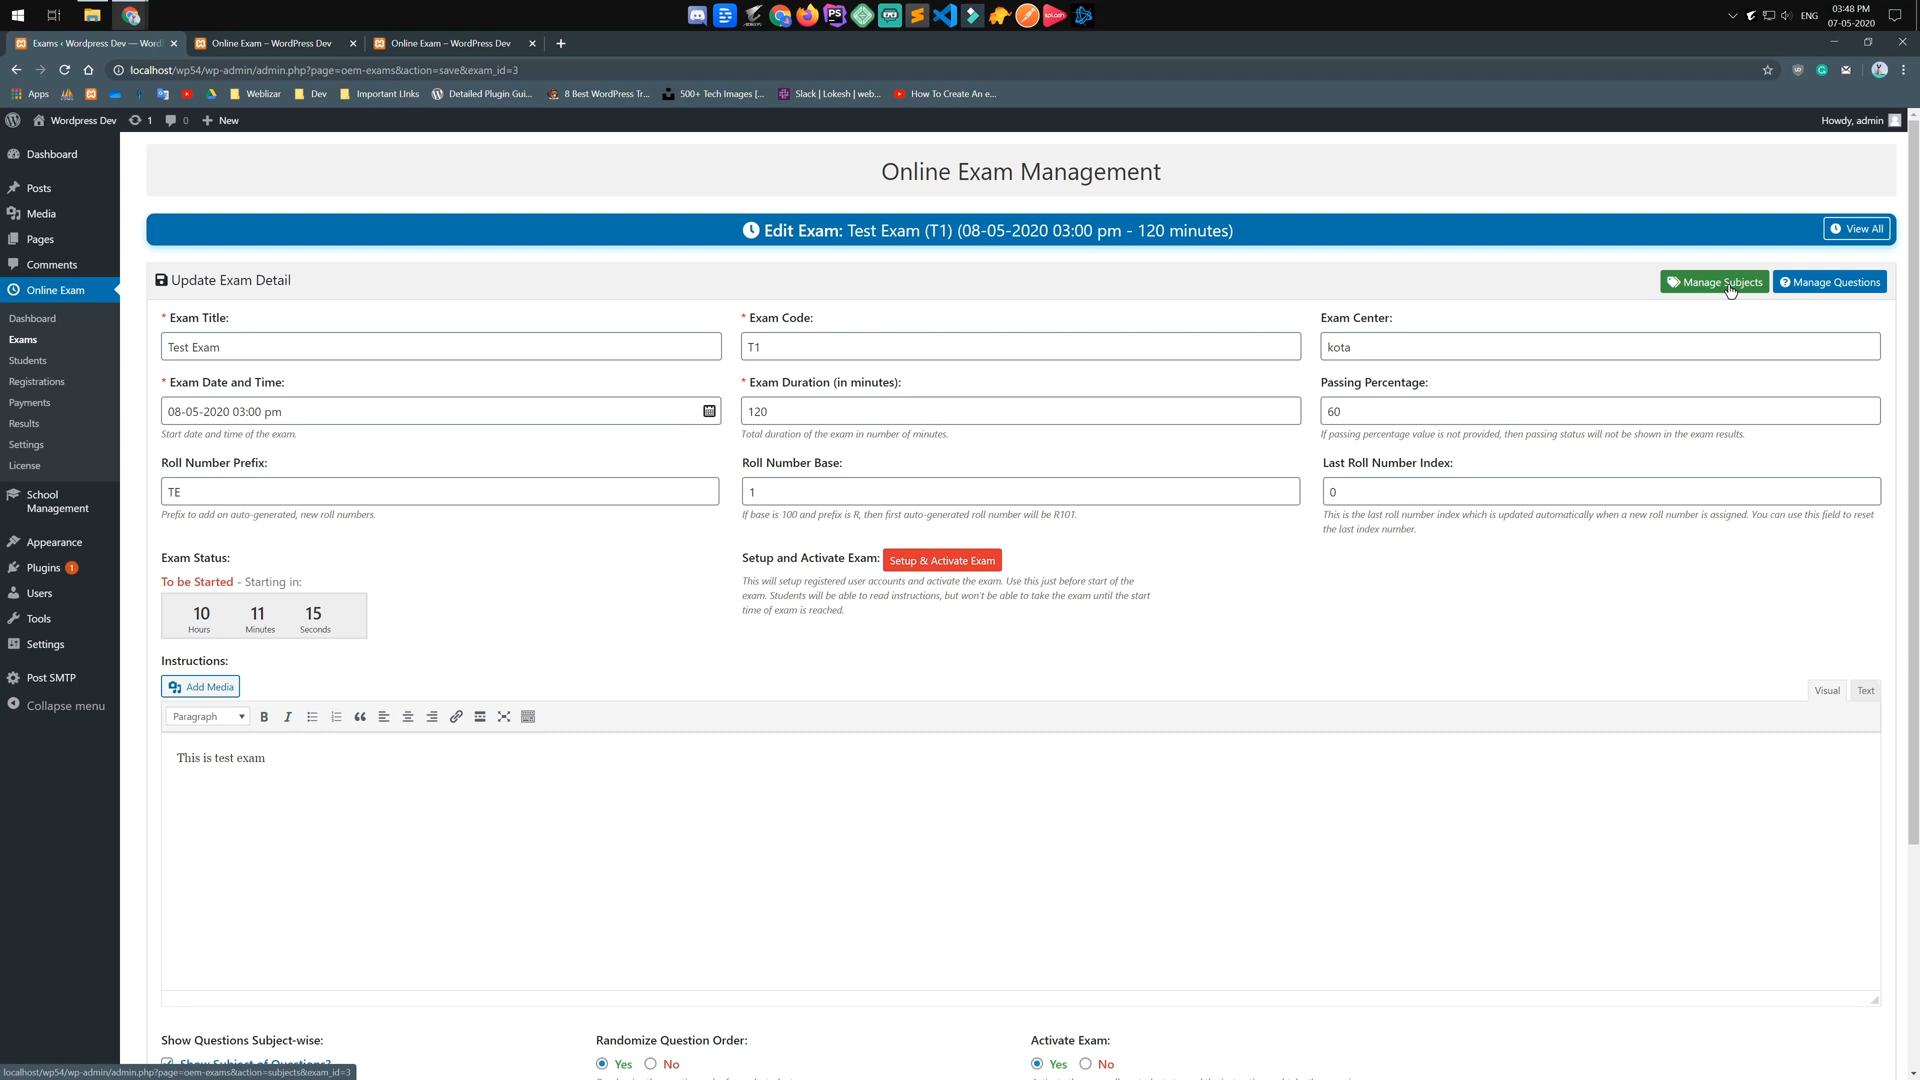 03:48 PM
ENG
07-05-2020
Exams ‹ Wordpress Dev — Word
Online Exam – WordPress Dev
Online Exam – WordPress Dev
localhost/wp54/wp-admin/admin.php?page=oem-exams&action=save&exam_id=3
Apps
Weblizar
Dev
Important LInks
Detailed Plugin Gui...
8 Best WordPress Tr...
500+ Tech Images [...
Slack | Lokesh | web...
How To Create An e...
Wordpress Dev
1
0
+ New
Howdy, admin
Dashboard
Posts
Media
Pages
Comments
Online Exam
Dashboard
Exams
Students
Registrations
Payments
Results
Settings
License
School Management
Appearance
Plugins 1
Users
Tools
Settings
Post SMTP
Collapse menu
Online Exam Management
Edit Exam: Test Exam (T1) (08-05-2020 03:00 pm - 120 minutes)
View All
Update Exam Detail
Manage Subjects
Manage Questions
* Exam Title:
* Exam Code:
Exam Center:
Test Exam
T1
kota
* Exam Date and Time:
* Exam Duration (in minutes):
Passing Percentage:
08-05-2020 03:00 pm
120
60
Start date and time of the exam.
Total duration of the exam in number of minutes.
If passing percentage value is not provided, then passing status will not be shown in the exam results.
Roll Number Prefix:
Roll Number Base:
Last Roll Number Index:
TE
1
0
Prefix to add on auto-generated, new roll numbers.
If base is 100 and prefix is R, then first auto-generated roll number will be R101.
This is the last roll number index which is updated automatically when a new roll number is assigned. You can use this field to reset
the last index number.
Exam Status:
Setup and Activate Exam: Setup & Activate Exam
To be Started - Starting in:
This will setup registered user accounts and activate the exam. Use this just before start of the
exam. Students will be able to read instructions, but won't be able to take the exam until the start
time of exam is reached.
10 11 15
Hours Minutes Seconds
Instructions:
Add Media
Visual Text
Paragraph
This is test exam
Show Questions Subject-wise:
Randomize Question Order:
Activate Exam:
Show Subject of Questions?
Yes No
Yes No
localhost/wp54/wp-admin/admin.php?page=oem-exams&action=subjects&exam_id=3